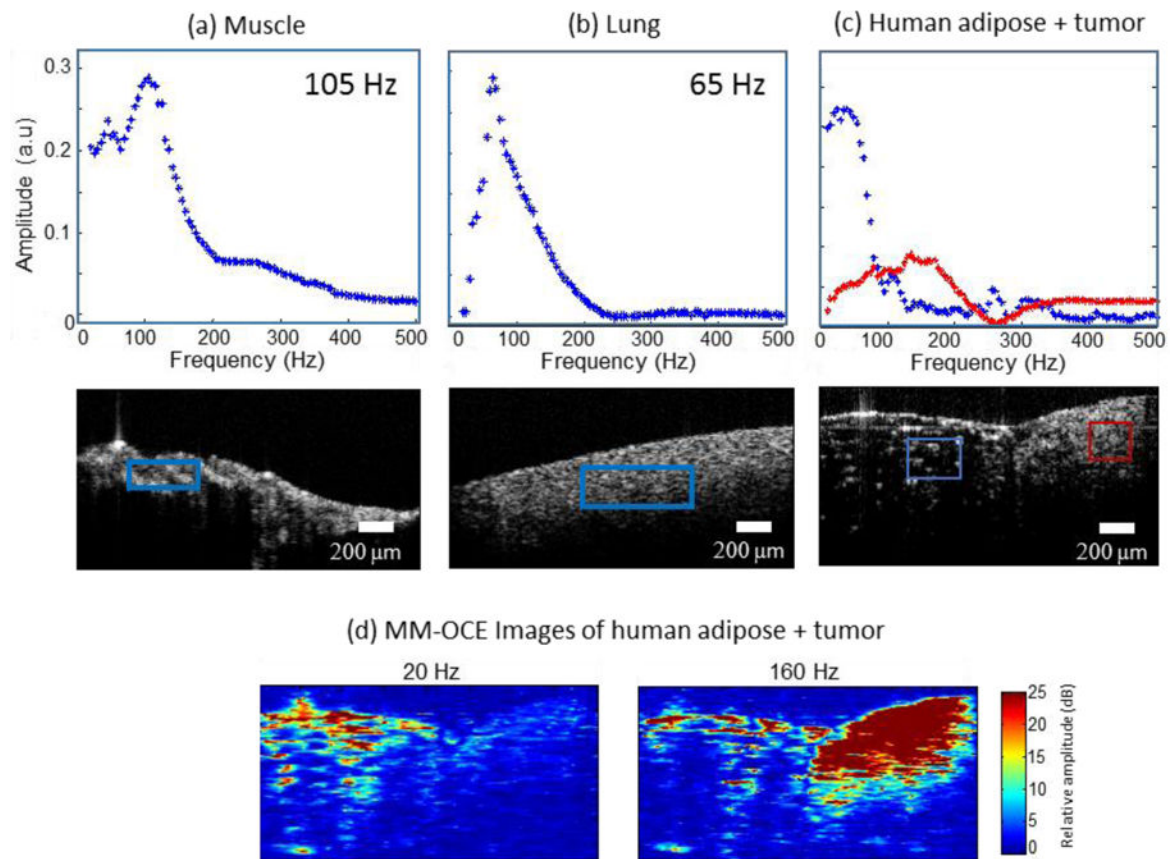 (a) Muscle
(b) Lung
(c) Human adipose + tumor
105 Hz
65 Hz
Amplitude (a.u)
0.3
0.2
0.1
0
0 100 200 300 400 500
0 100 200 300 400 500
0 100 200 300 400 500
Frequency (Hz)
Frequency (Hz)
Frequency (Hz)
200 μm
200 μm
200 μm
(d) MM-OCE Images of human adipose + tumor
20 Hz
160 Hz
25
20
15
10
5
0
Relative amplitude (dB)